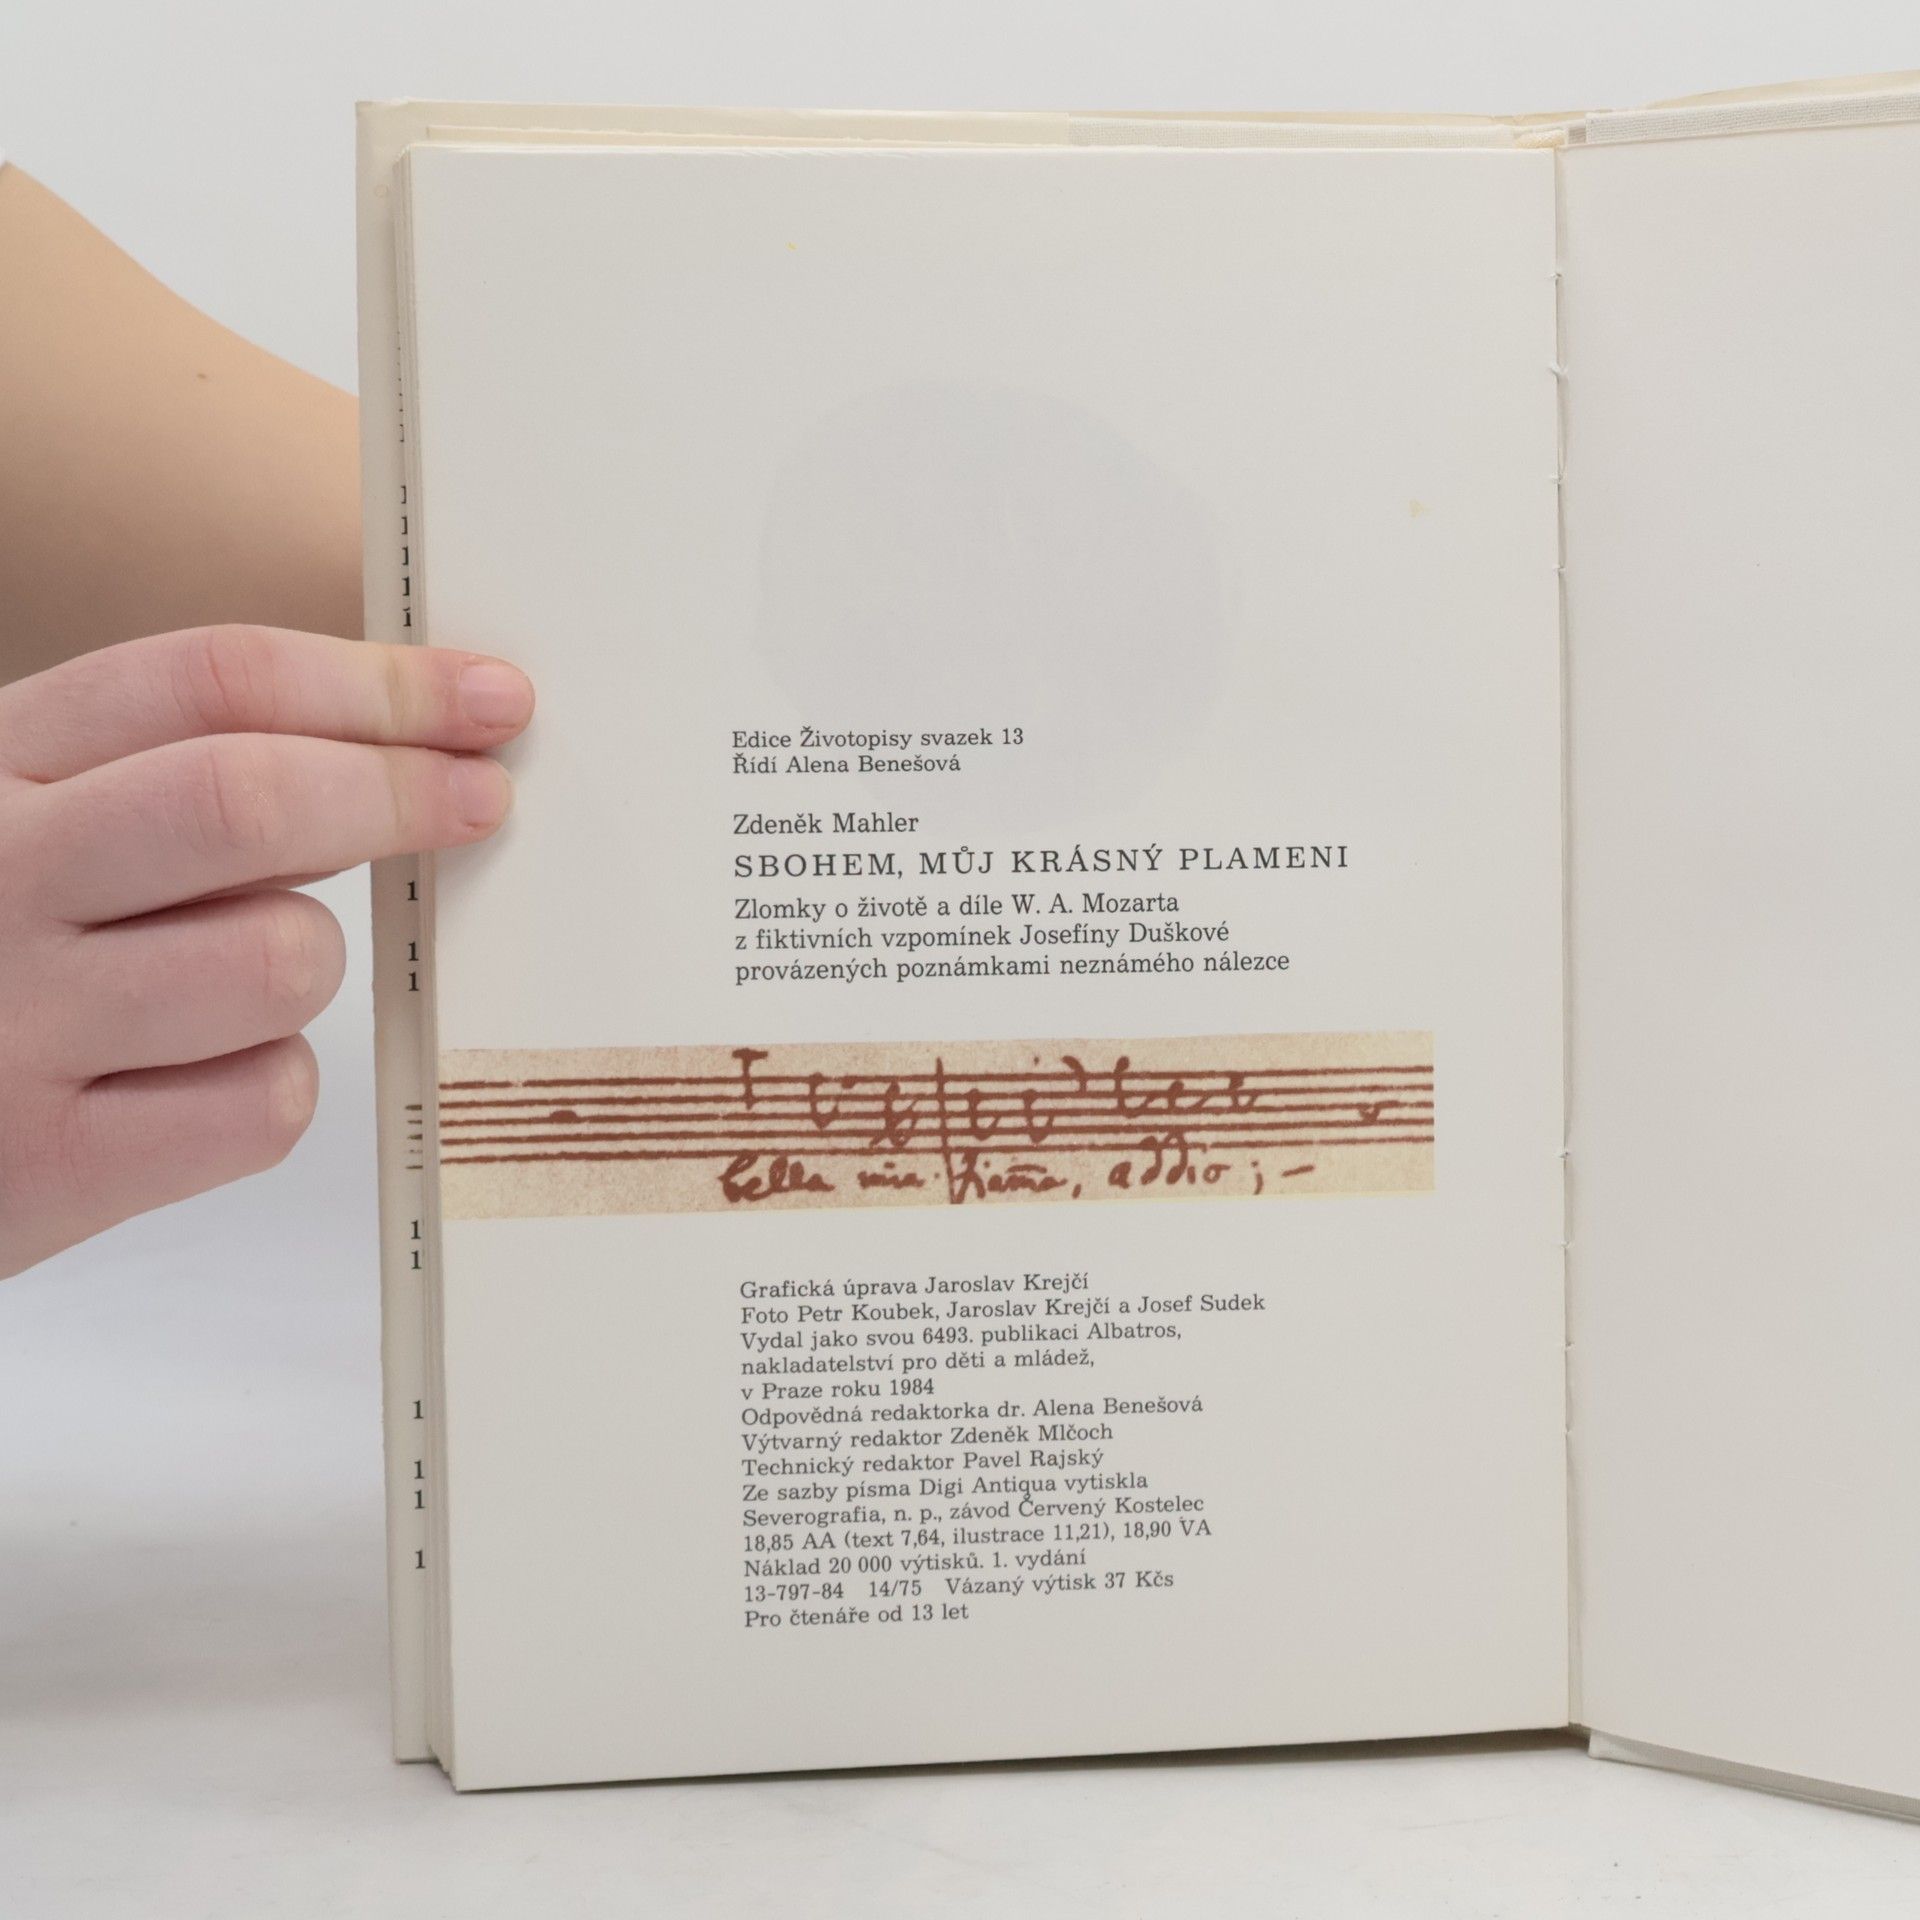 Edice Životopisy svazek 13
Řídí Alena Benešová
Zdeněk Mahler
SBOHEM, MŮJ KRÁSNÝ PLAMENI
Zlomky o životě a díle W. A. Mozarta
z fiktivních vzpomínek Josefíny Duškové
provázených poznámkami neznámého nálezce
bella mia fiama, addio ; –
Grafická úprava Jaroslav Krejčí
Foto Petr Koubek, Jaroslav Krejčí a Josef Sudek
Vydal jako svou 6493. publikaci Albatros,
nakladatelství pro děti a mládež,
v Praze roku 1984
Odpovědná redaktorka dr. Alena Benešová
Výtvarný redaktor Zdeněk Mlčoch
Technický redaktor Pavel Rajský
Ze sazby písma Digi Antiqua vytiskla
Severografia, n. p., závod Červený Kostelec
18,85 AA (text 7,64, ilustrace 11,21), 18,90 VA
Náklad 20 000 výtisků. 1. vydání
13-797-84 14/75 Vázaný výtisk 37 Kčs
Pro čtenáře od 13 let